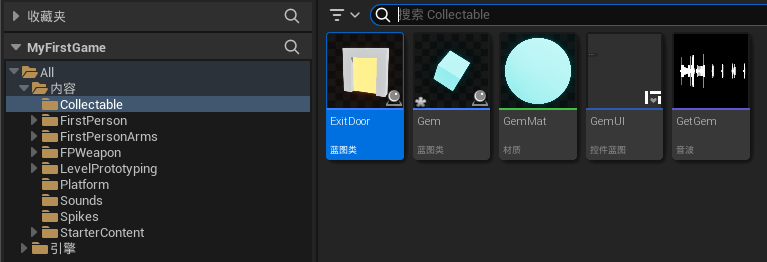 收藏夹
MyFirstGame
All
内容
Collectable
FirstPerson
FirstPersonArms
FPWeapon
LevelPrototyping
Platform
Sounds
Spikes
StarterContent
引擎
搜索 Collectable
ExitDoor
蓝图类
Gem
蓝图类
GemMat
材质
GemUI
控件蓝图
GetGem
音波